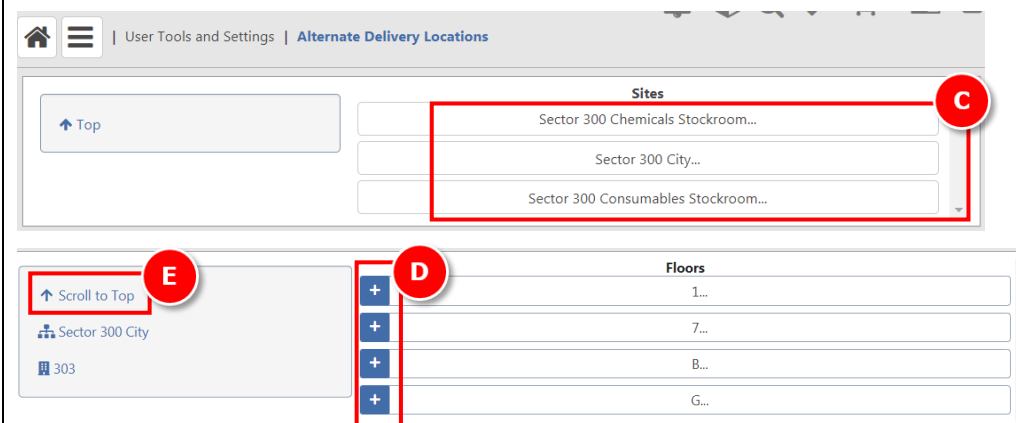 | User Tools and Settings | Alternate Delivery Locations
Sites
C
Top
Sector 300 Chemicals Stockroom...
Sector 300 City...
Sector 300 Consumables Stockroom...
E
D
Floors
Scroll to Top
+ 1...
Sector 300 City
+ 7...
303
+ B...
+ G...